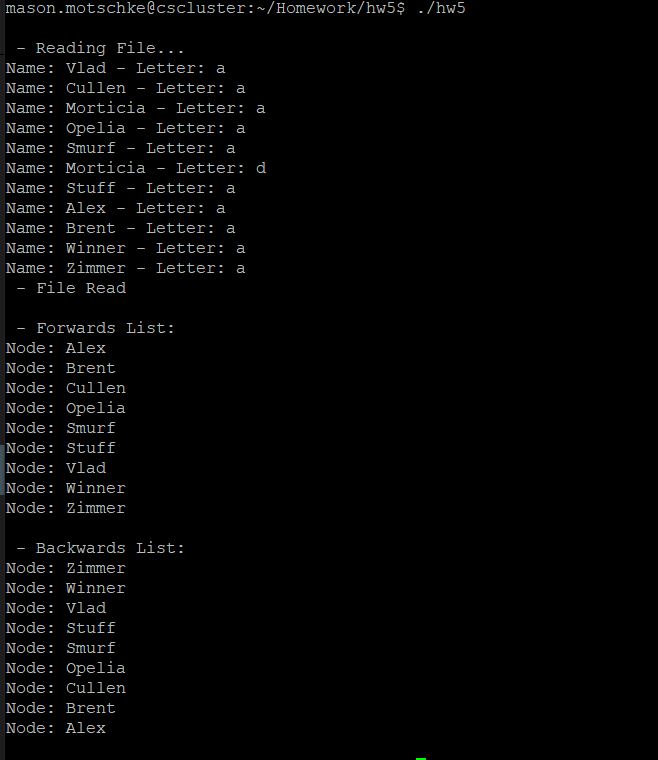 mason.motschke@cscluster:~/Homework/hw5$ ./hw5
- Reading File...
Name: Vlad - Letter: a
Name: Cullen - Letter: a
Name: Morticia - Letter: a
Name: Opelia - Letter: a
Name: Smurf - Letter: a
Name: Morticia - Letter: d
Name: Stuff - Letter: a
Name: Alex - Letter: a
Name: Brent - Letter: a
Name: Winner - Letter: a
Name: Zimmer - Letter: a
- File Read
- Forwards List:
Node: Alex
Node: Brent
Node: Cullen
Node: Opelia
Node: Smurf
Node: Stuff
Node: Vlad
Node: Winner
Node: Zimmer
- Backwards List:
Node: Zimmer
Node: Winner
Node: Vlad
Node: Stuff
Node: Smurf
Node: Opelia
Node: Cullen
Node: Brent
Node: Alex